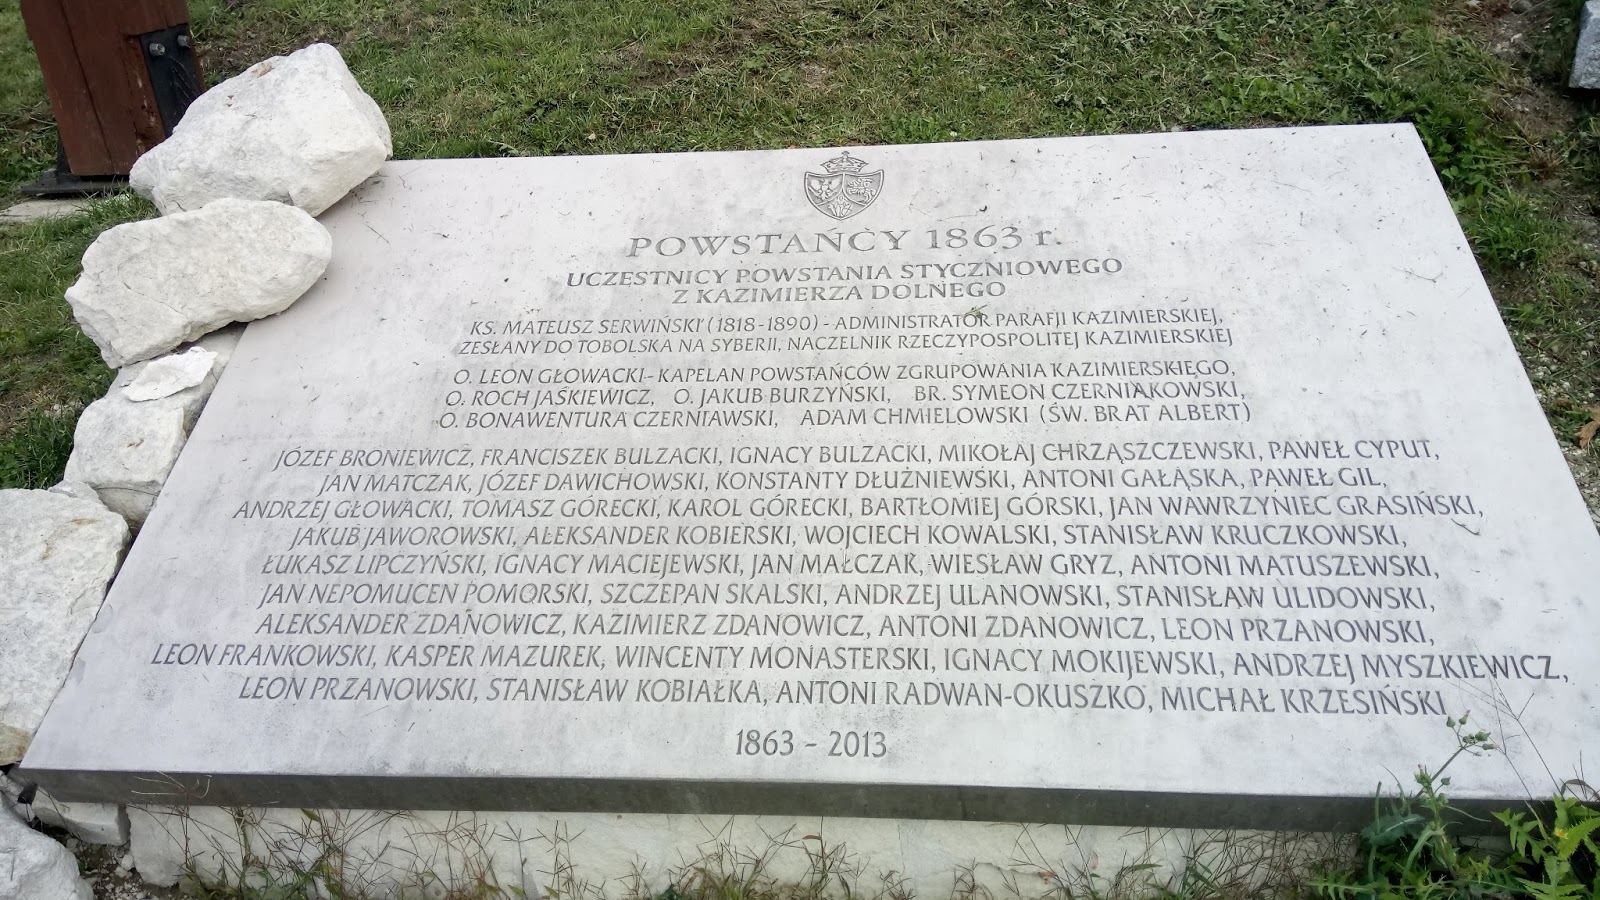 POWSTAŃCY 1863 r.
UCZESTNICY POWSTANIA STYCZNIOWEGO
Z KAZIMIERZA DOLNEGO
KS. MATEUSZ SERWIŃSKI (1818-1890) - ADMINISTRATOR PARAFJI KAZIMIERSKIEJ,
ZESŁANY DO TOBOLSKA NA SYBERII, NACZELNIK RZECZYPOSPOLITEJ KAZIMIERSKIEJ
O. LEON GŁOWACKI - KAPELAN POWSTAŃCÓW ZGRUPOWANIA KAZIMIERSKIEGO,
O. ROCH JAŚKIEWICZ, O. JAKUB BURZYŃSKI, BR. SYMEON CZERNIAKOWSKI,
O. BONAWENTURA CZERNIAWSKI, ADAM CHMIELOWSKI (ŚW. BRAT ALBERT)
JÓZEF BRONIEWICZ, FRANCISZEK BULZACKI, IGNACY BULZACKI, MIKOŁAJ CHRZĄSZCZEWSKI, PAWEŁ CYPUT,
JAN MATCZAK, JÓZEF DAWICHOWSKI, KONSTANTY DŁUŻNIEWSKI, ANTONI GAŁĄSKA, PAWEŁ GIL,
ANDRZEJ GŁOWACKI, TOMASZ GÓRECKI, KAROL GÓRECKI, BARTŁOMIEJ GÓRSKI, JAN WAWRZYNIEC GRASIŃSKI,
JAKUB JAWOROWSKI, ALEKSANDER KOBIERSKI, WOJCIECH KOWALSKI, STANISŁAW KRUCZKOWSKI,
ŁUKASZ LIPCZYŃSKI, IGNACY MACIEJEWSKI, JAN MAŁCZAK, WIESŁAW GRYZ, ANTONI MATUSZEWSKI,
JAN NEPOMUCEN POMORSKI, SZCZEPAN SKALSKI, ANDRZEJ ULANOWSKI, STANISŁAW ULIDOWSKI,
ALEKSANDER ZDANOWICZ, KAZIMIERZ ZDANOWICZ, ANTONI ZDANOWICZ, LEON PRZANOWSKI,
LEON FRANKOWSKI, KASPER MAZUREK, WINCENTY MONASTERSKI, IGNACY MOKIJEWSKI, ANDRZEJ MYSZKIEWICZ,
LEON PRZANOWSKI, STANISŁAW KOBIAŁKA, ANTONI RADWAN-OKUSZKO, MICHAŁ KRZESIŃSKI
1863 - 2013